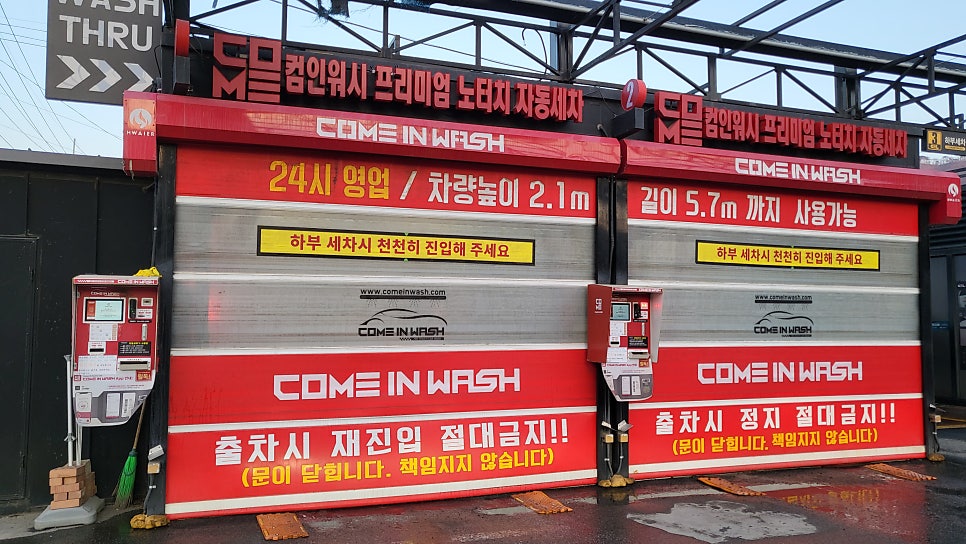 WASH
THRU
COME 컴인워시 프리미엄 노터치 자동세차
2
COME 컴인워시 프리미엄 노터치 자동세차
3
하부세차
HWAIER
COME IN WASH
COME IN WASH
24시 영업 / 차량높이 2.1m
길이 5.7m 까지 사용가능
하부 세차시 천천히 진입해 주세요
하부 세차시 천천히 진입해 주세요
www.comeinwash.com
COME IN WASH
www.comeinwash.com
COME IN WASH
COME IN WASH
COME IN WASH
출차시 재진입 절대금지!!
(문이 닫힙니다. 책임지지 않습니다)
출차시 정지 절대금지!!
(문이 닫힙니다. 책임지지 않습니다)